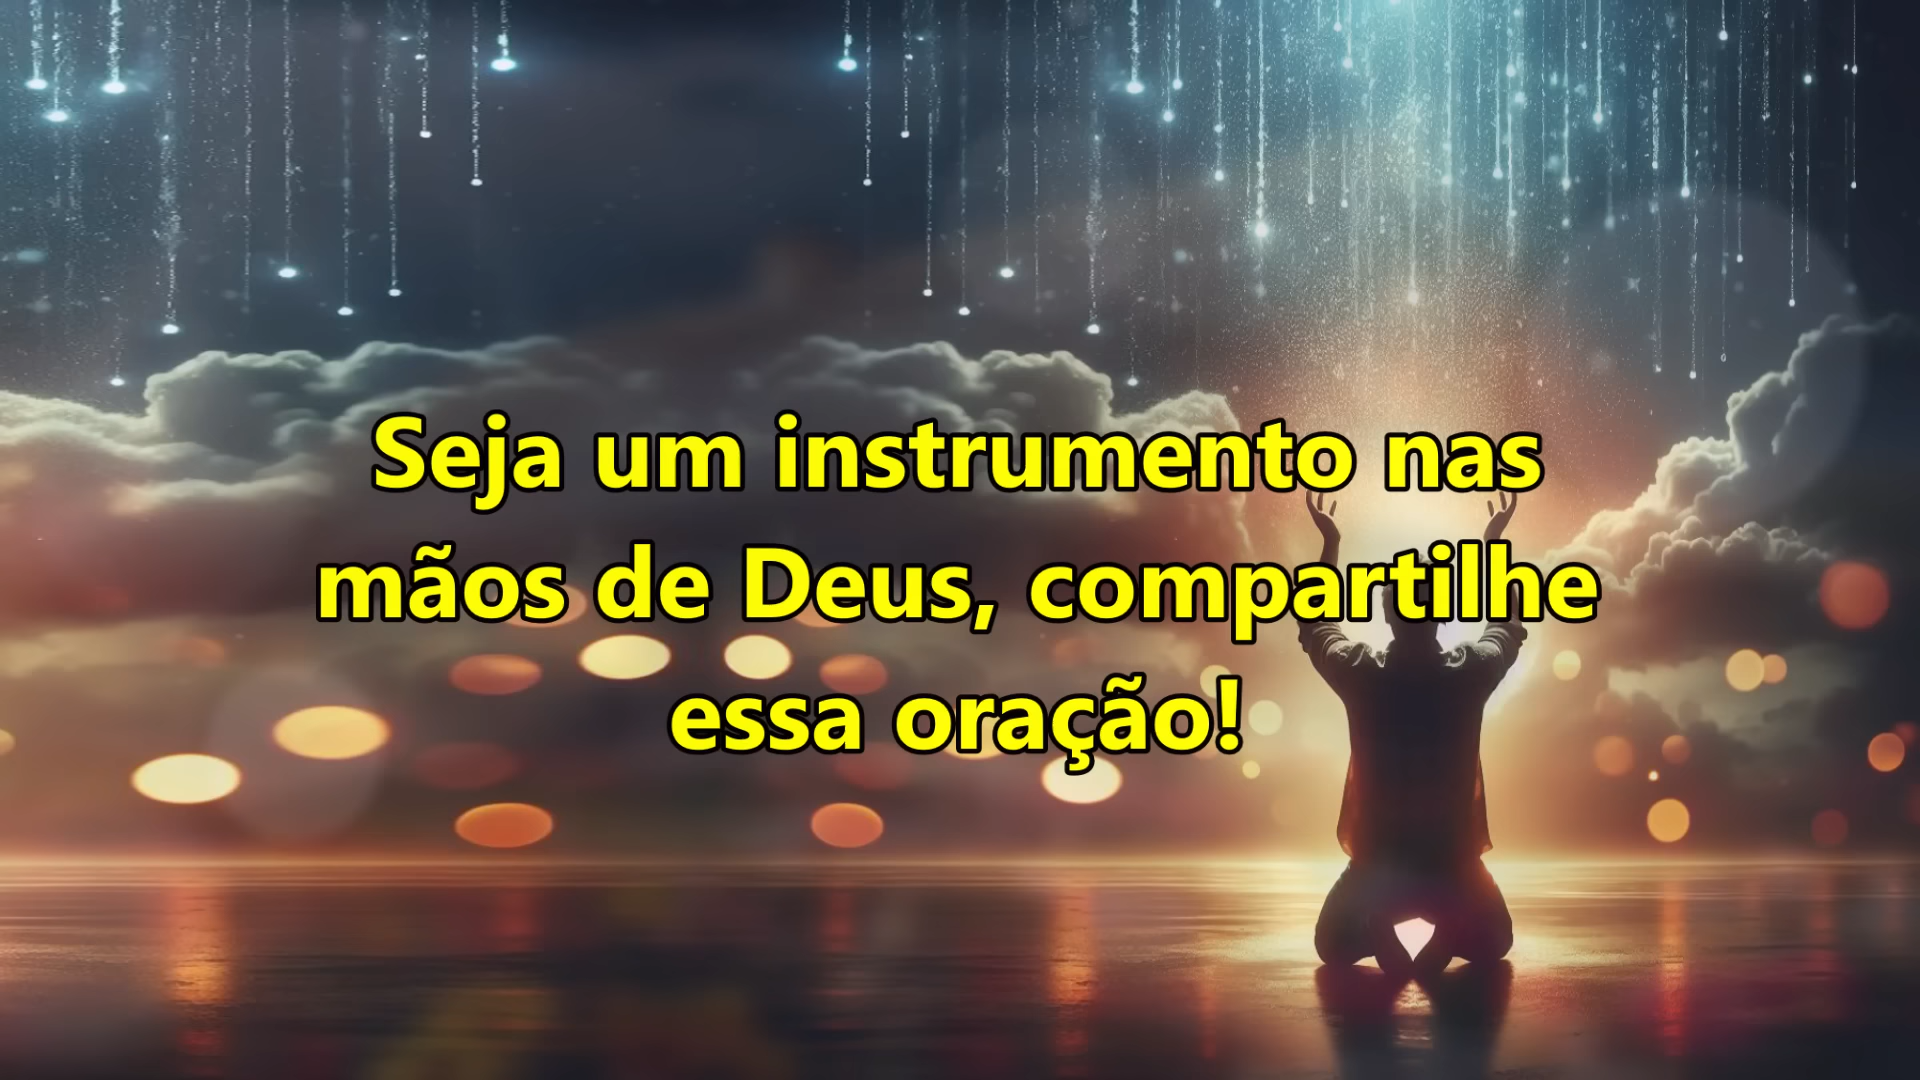 Seja um instrumento nas
mãos de Deus, compartilhe
essa oração!